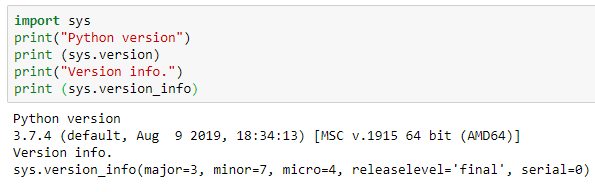 import sys
print("Python version")
print (sys.version)
print("Version info.")
print (sys.version_info)
Python version
3.7.4 (default, Aug  9 2019, 18:34:13) [MSC v.1915 64 bit (AMD64)]
Version info.
sys.version_info(major=3, minor=7, micro=4, releaselevel='final', serial=0)